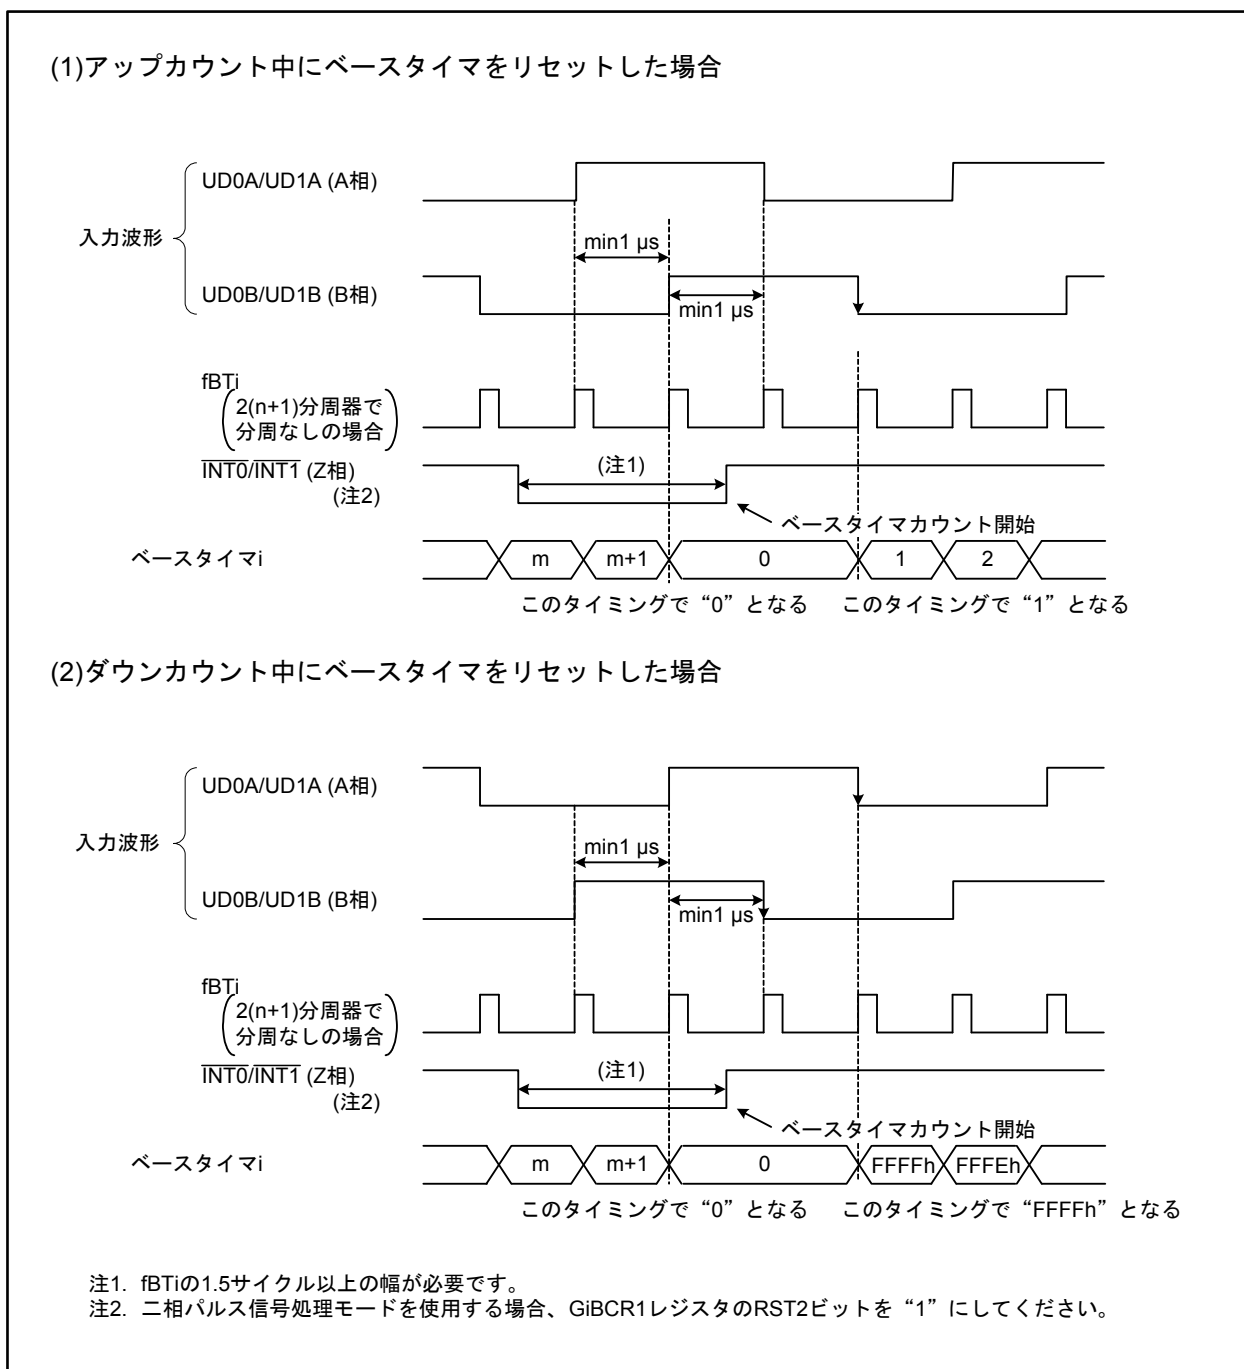 (1)アップカウント中にベースタイマをリセットした場合
入力波形
UD0A/UD1A (A相)
min1 µs
UD0B/UD1B (B相)
min1 µs
fBTi
2(n+1)分周器で
分周なしの場合
INT0/INT1 (Z相)
(注2)
(注1)
ベースタイマカウント開始
ベースタイマi
m
m+1
0
1
2
このタイミングで“0”となる
このタイミングで“1”となる
(2)ダウンカウント中にベースタイマをリセットした場合
入力波形
UD0A/UD1A (A相)
min1 µs
UD0B/UD1B (B相)
min1 µs
fBTi
2(n+1)分周器で
分周なしの場合
INT0/INT1 (Z相)
(注2)
(注1)
ベースタイマカウント開始
ベースタイマi
m
m+1
0
FFFFh
FFFEh
このタイミングで“0”となる
このタイミングで“FFFFh”となる
注1. fBTiの1.5サイクル以上の幅が必要です。
注2. 二相パルス信号処理モードを使用する場合、GiBCR1レジスタのRST2ビットを“1”にしてください。